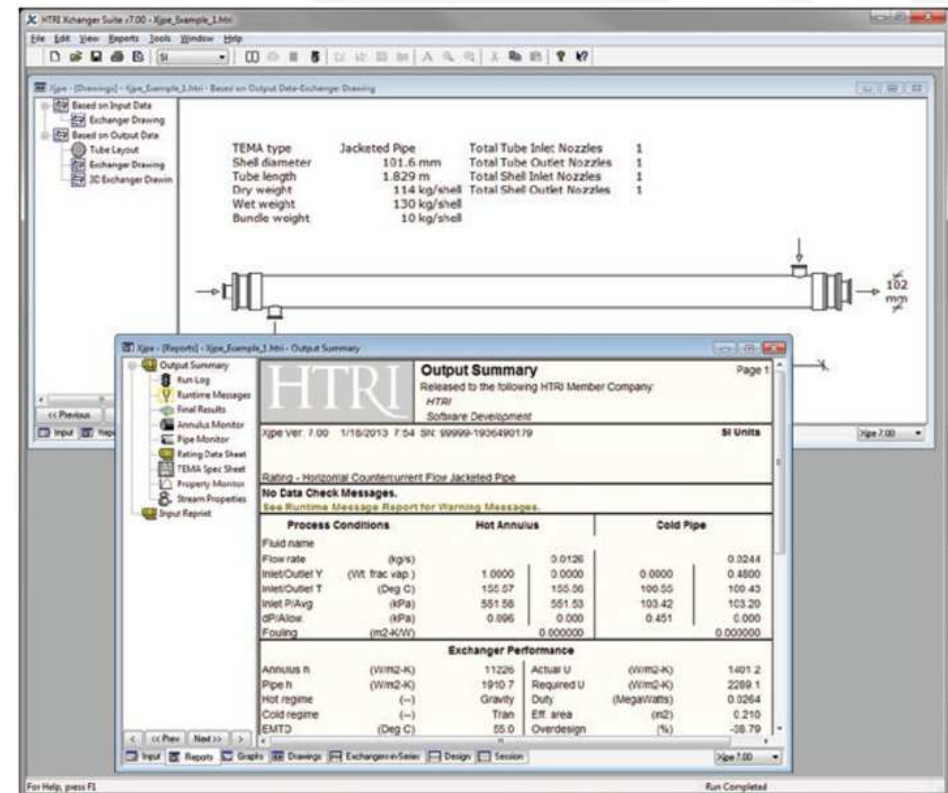 HTRI Xchanger Suite v7.00 - Xjpe_Example_1.htri
File Edit View Reports Tools Window Help
SI
Xjpe - [Drawings] - Xjpe_Example_1.htri - Based on Output Data-Exchanger Drawing
Based on Input Data
Exchanger Drawing
Based on Output Data
Tube Layout
Exchanger Drawing
3D Exchanger Drawin
TEMA type Jacketed Pipe Total Tube Inlet Nozzles 1
Shell diameter 101.6 mm Total Tube Outlet Nozzles 1
Tube length 1.829 m Total Shell Inlet Nozzles 1
Dry weight 114 kg/shell Total Shell Outlet Nozzles 1
Wet weight 130 kg/shell
Bundle weight 10 kg/shell
102
mm
<< Previous
Input
Xjpe 7.00
Xjpe - [Reports] - Xjpe_Example_1.htri - Output Summary
Output Summary
Run Log
Runtime Messages
Final Results
Annulus Monitor
Pipe Monitor
Rating Data Sheet
TEMA Spec Sheet
Property Monitor
Stream Properties
Input Reprint
HTRI
Output Summary Page 1
Released to the following HTRI Member Company:
HTRI
Software Development
Xjpe Ver. 7.00 1/18/2013 7:54 SN: 99999-1936490179 SI Units
Rating - Horizontal Countercurrent Flow Jacketed Pipe
No Data Check Messages.
See Runtime Message Report for Warning Messages.
Process Conditions Hot Annulus Cold Pipe
Fluid name
Flow rate (kg/s) 0.0126 0.0244
Inlet/Outlet Y (Wt. frac vap.) 1.0000 0.0000 0.0000 0.4800
Inlet/Outlet T (Deg C) 155.57 155.56 100.55 100.43
Inlet P/Avg (kPa) 551.58 551.53 103.42 103.20
dP/Allow. (kPa) 0.096 0.000 0.451 0.000
Fouling (m2-K/W) 0.000000 0.000000
Exchanger Performance
Annulus h (W/m2-K) 11226 Actual U (W/m2-K) 1401.2
Pipe h (W/m2-K) 1910.7 Required U (W/m2-K) 2289.1
Hot regime (--) Gravity Duty (MegaWatts) 0.0264
Cold regime (--) Tran Eff. area (m2) 0.210
EMTD (Deg C) 55.0 Overdesign (%) -38.79
<< Prev Next >>
Input Reports Graphs Drawings Exchangers-in-Series Design Session
Xjpe 7.00
For Help, press F1 Run Completed